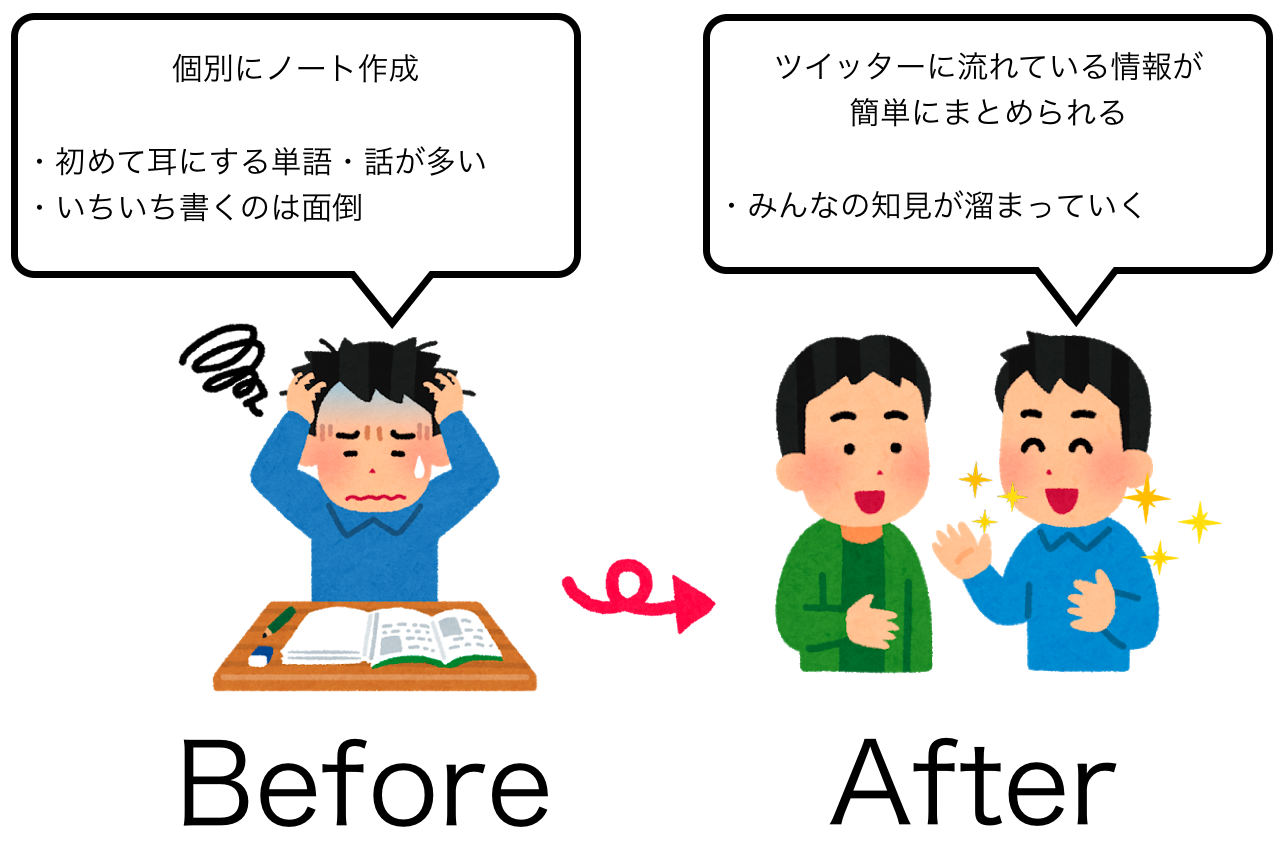 個別にノート作成
・初めて耳にする単語・話が多い
・いちいち書くのは面倒
ツイッターに流れている情報が
簡単にまとめられる
・みんなの知見が溜まっていく
Before
After